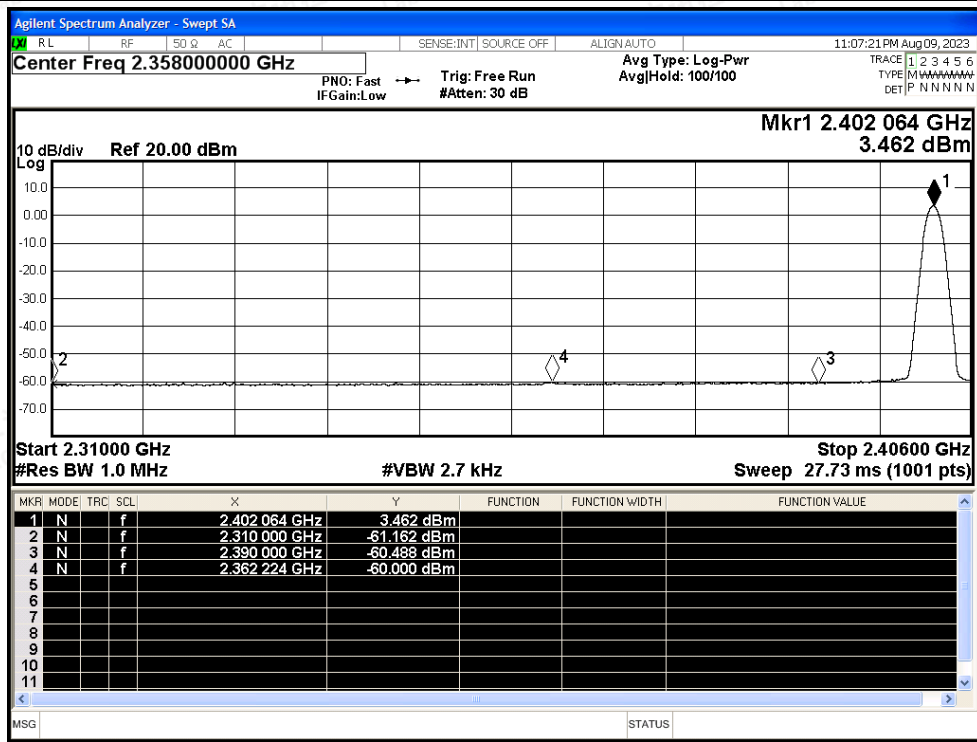 Agilent Spectrum Analyzer - Swept SA
LXI RL RF 50 Ω AC SENSE:INT SOURCE OFF ALIGNAUTO 11:07:21 PM Aug 09, 2023
Center Freq 2.358000000 GHz
PNO: Fast
IFGain:Low
Trig: Free Run
#Atten: 30 dB
Avg Type: Log-Pwr
Avg|Hold: 100/100
TRACE 1 2 3 4 5 6
TYPE M WWWWW
DET P N N N N N
Mkr1 2.402 064 GHz
3.462 dBm
10 dB/div Ref 20.00 dBm
Log
10.0
0.00
-10.0
-20.0
-30.0
-40.0
-50.0
-60.0
-70.0
1
2
4
3
Start 2.31000 GHz Stop 2.40600 GHz
#Res BW 1.0 MHz #VBW 2.7 kHz Sweep 27.73 ms (1001 pts)
MKR MODE TRC SCL X Y FUNCTION FUNCTION WIDTH FUNCTION VALUE
1 N f 2.402 064 GHz 3.462 dBm
2 N f 2.310 000 GHz -61.162 dBm
3 N f 2.390 000 GHz -60.488 dBm
4 N f 2.362 224 GHz -60.000 dBm
5
6
7
8
9
10
11
MSG STATUS